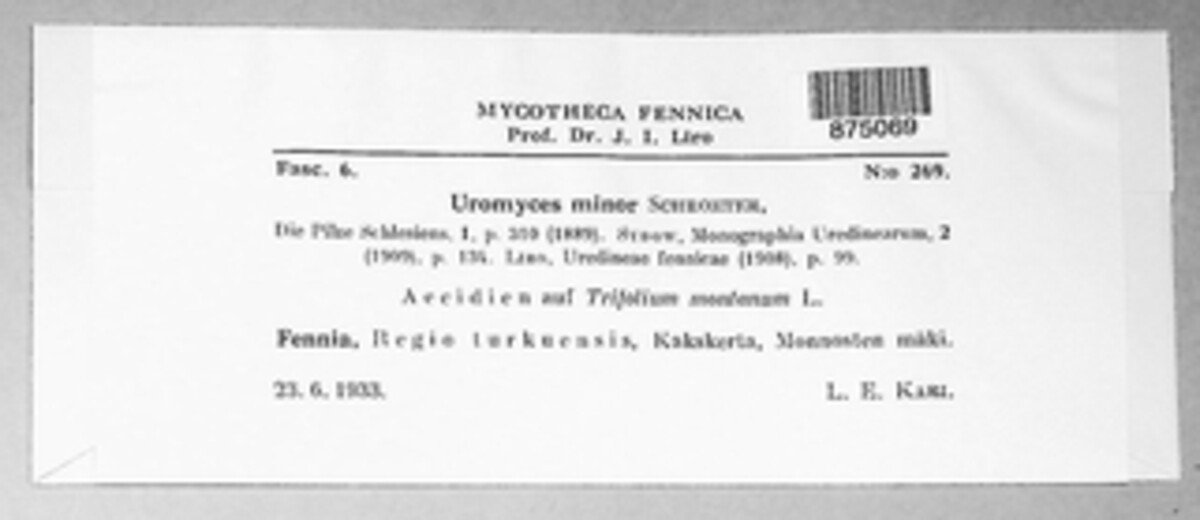 MYCOTHECA FENNICA
Prof. Dr. J. I. Liro
875069
Fasc. 6. N:o 269.
Uromyces minor SCHROETER.
Die Pilze Schlesiens, 1, p. 310 (1889). SYDOW, Monographia Uredinearum, 2
(1909), p. 134. LIRO, Uredineae fennicae (1908), p. 99.
Aecidien auf Trifolium montanum L.
Fennia, Regio turkuensis, Kakskerta, Monnosten mäki.
23. 6. 1933. L. E. KARI.